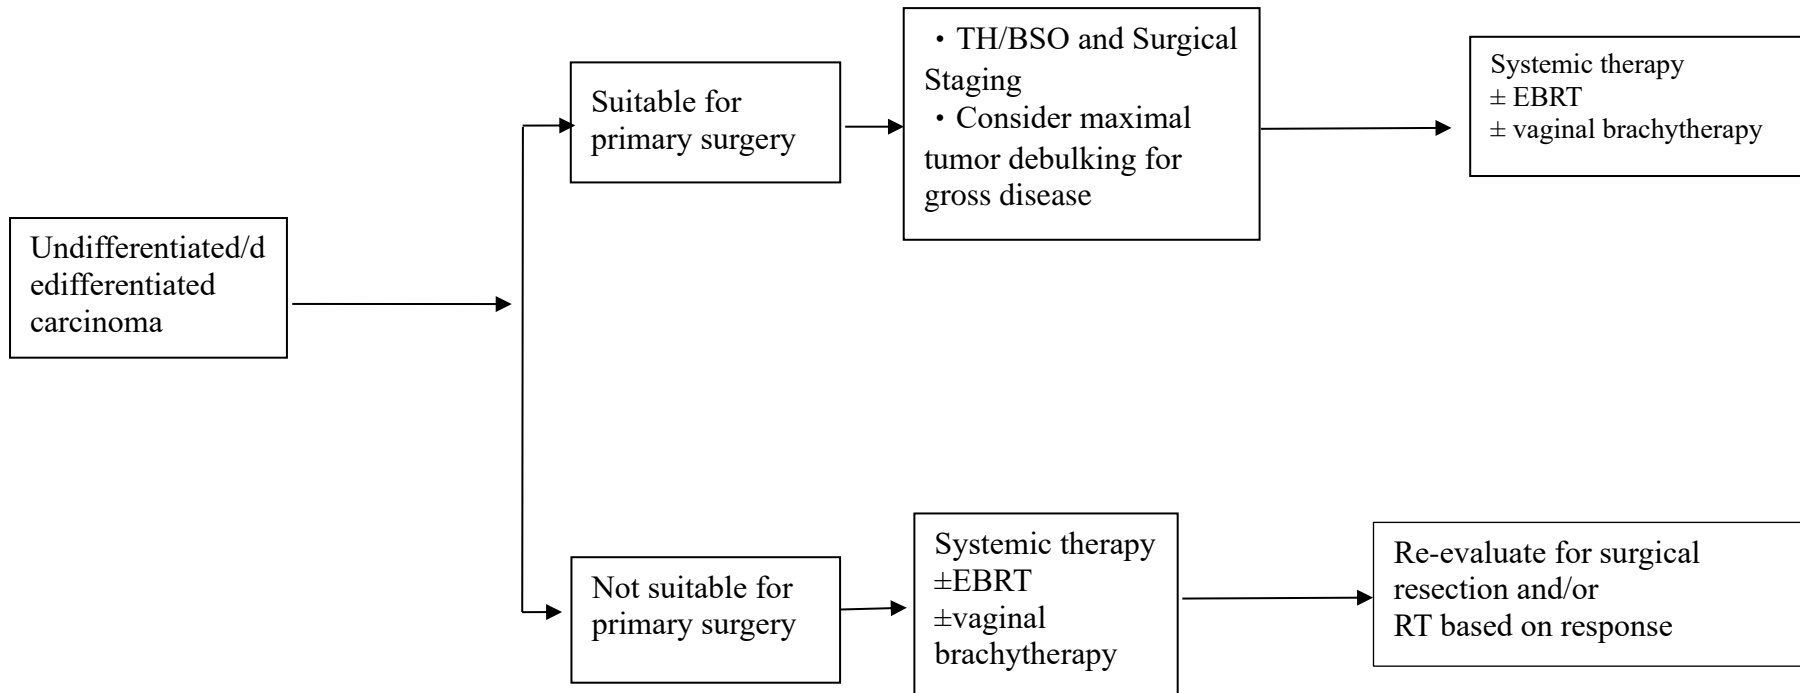 Undifferentiated/d
edifferentiated
carcinoma
Suitable for
primary surgery
・TH/BSO and Surgical
Staging
・Consider maximal
tumor debulking for
gross disease
Systemic therapy
± EBRT
± vaginal brachytherapy
Not suitable for
primary surgery
Systemic therapy
±EBRT
±vaginal
brachytherapy
Re-evaluate for surgical
resection and/or
RT based on response